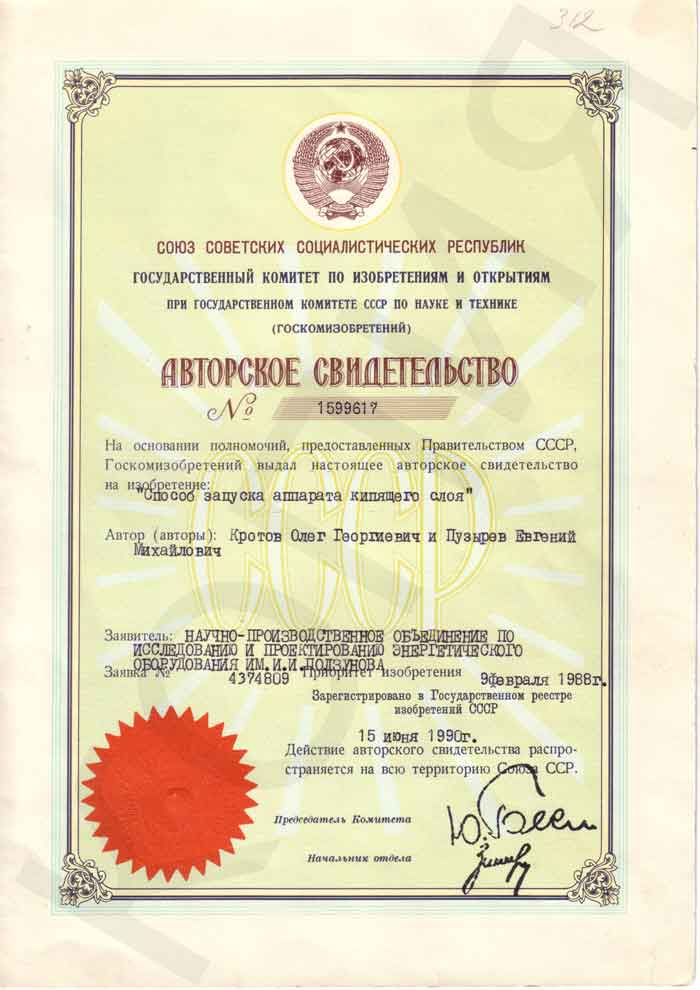 312
СОЮЗ СОВЕТСКИХ СОЦИАЛИСТИЧЕСКИХ РЕСПУБЛИК
ГОСУДАРСТВЕННЫЙ КОМИТЕТ ПО ИЗОБРЕТЕНИЯМ И ОТКРЫТИЯМ
ПРИ ГОСУДАРСТВЕННОМ КОМИТЕТЕ СССР ПО НАУКЕ И ТЕХНИКЕ
(ГОСКОМИЗОБРЕТЕНИЙ)
АВТОРСКОЕ СВИДЕТЕЛЬСТВО
№ 1599617
На основании полномочий, предоставленных Правительством СССР,
Госкомизобретений выдал настоящее авторское свидетельство
на изобретение:
"Способ запуска аппарата кипящего слоя"
Автор (авторы): Кротов Олег Георгиевич и Пузырев Евгений
Михайлович
СССР
Заявитель: НАУЧНО-ПРОИЗВОДСТВЕННОЕ ОБЪЕДИНЕНИЕ ПО
ИССЛЕДОВАНИЮ И ПРОЕКТИРОВАНИЮ ЭНЕРГЕТИЧЕСКОГО
ОБОРУДОВАНИЯ ИМ.И.И.ПОЛЗУНОВА
Заявка № 4374809 Приоритет изобретения 9февраля 1988г.
Зарегистрировано в Государственном реестре
изобретений СССР
15 июня 1990г.
Действие авторского свидетельства распро-
страняется на всю территорию Союза ССР.
Председатель Комитета
Начальник отдела